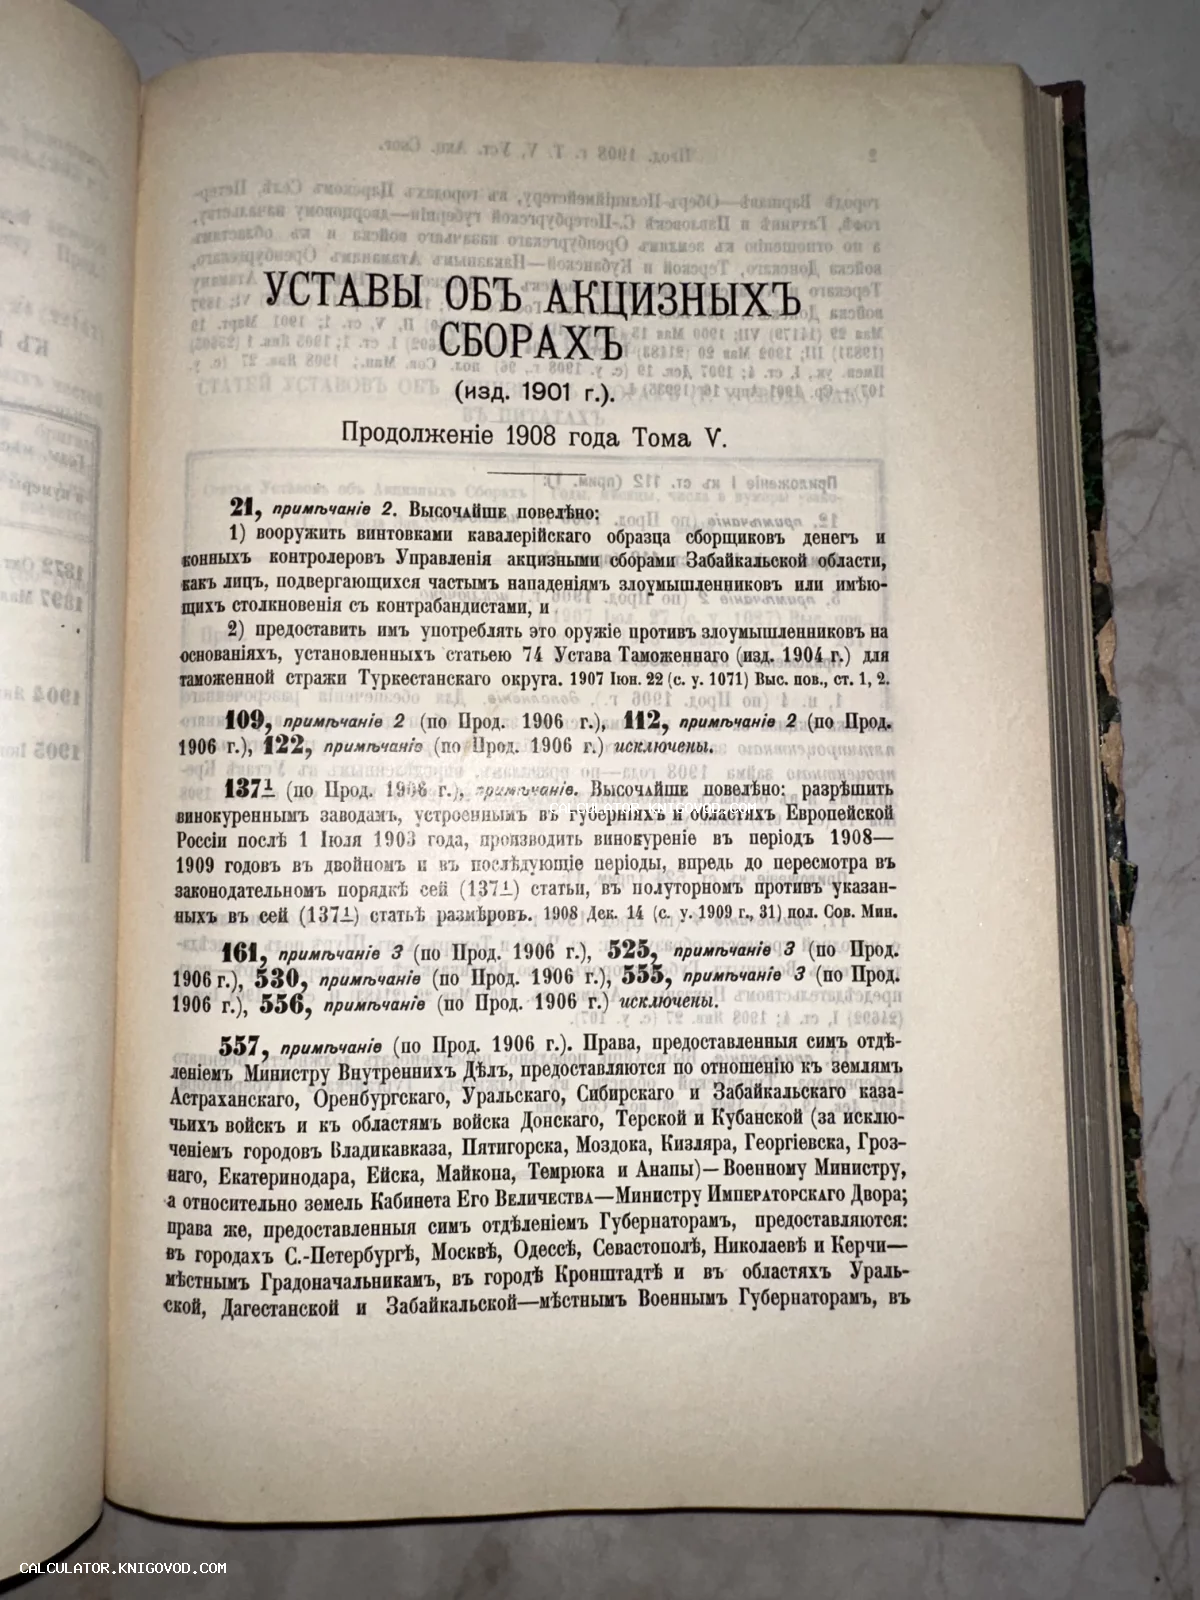 УСТАВЫ ОБЪ АКЦИЗНЫХЪ
СБОРАХЪ
(изд. 1901 г.).
Продолженіе 1908 года Тома V.
21, примѣчаніе 2. Высочайше повелѣно:
1) вооружить винтовками кавалерійскаго образца сборщиковъ денегъ и
конныхъ контролеровъ Управленія акцизными сборами Забайкальской области,
какъ лицъ, подвергающихся частымъ нападеніямъ злоумышленниковъ или имѣю-
щихъ столкновенія съ контрабандистами, и
2) предоставить имъ употреблять это оружіе противъ злоумышленниковъ на
основаніяхъ, установленныхъ статьею 74 Устава Таможеннаго (изд. 1904 г.) для
таможенной стражи Туркестанскаго округа. 1907 Іюн. 22 (с. у. 1071) Выс. пов., ст. 1, 2.
109, примѣчаніе 2 (по Прод. 1906 г.), 112, примѣчаніе 2 (по Прод.
1906 г.), 122, примѣчаніе (по Прод. 1906 г.) исключены.
137¹ (по Прод. 1906 г.), примѣчаніе. Высочайше повелѣно: разрѣшить
винокуреннымъ заводамъ, устроеннымъ въ губерніяхъ и областяхъ Европейской
Россіи послѣ 1 Іюля 1903 года, производить винокуреніе въ періодъ 1908—
1909 годовъ въ двойномъ и въ послѣдующіе періоды, впредь до пересмотра въ
законодательномъ порядкѣ сей (137¹) статьи, въ полуторномъ противъ указан-
ныхъ въ сей (137¹) статьѣ размѣровъ. 1908 Дек. 14 (с. у. 1909 г., 31) пол. Сов. Мин.
161, примѣчаніе 3 (по Прод. 1906 г.), 525, примѣчаніе 3 (по Прод.
1906 г.), 530, примѣчаніе (по Прод. 1906 г.), 555, примѣчаніе 3 (по Прод.
1906 г.), 556, примѣчаніе (по Прод. 1906 г.) исключены.
557, примѣчаніе (по Прод. 1906 г.). Права, предоставленныя симъ отдѣ-
леніемъ Министру Внутреннихъ Дѣлъ, предоставляются по отношенію къ землямъ
Астраханскаго, Оренбургскаго, Уральскаго, Сибирскаго и Забайкальскаго каза-
чьихъ войскъ и къ областямъ войска Донскаго, Терской и Кубанской (за исклю-
ченіемъ городовъ Владикавказа, Пятигорска, Моздока, Кизляра, Георгіевска, Гроз-
наго, Екатеринодара, Ейска, Майкопа, Темрюка и Анапы)—Военному Министру,
а относительно земель Кабинета Его Величества—Министру Императорскаго Двора;
права же, предоставленныя симъ отдѣленіемъ Губернаторамъ, предоставляются:
въ городахъ С.-Петербургѣ, Москвѣ, Одессѣ, Севастополѣ, Николаевѣ и Керчи—
мѣстнымъ Градоначальникамъ, въ городѣ Кронштадтѣ и въ областяхъ Ураль-
ской, Дагестанской и Забайкальской—мѣстнымъ Военнымъ Губернаторамъ, въ
CALCULATOR.KNIGOVOD.COM
CALCULATOR.KNIGOVOD.COM